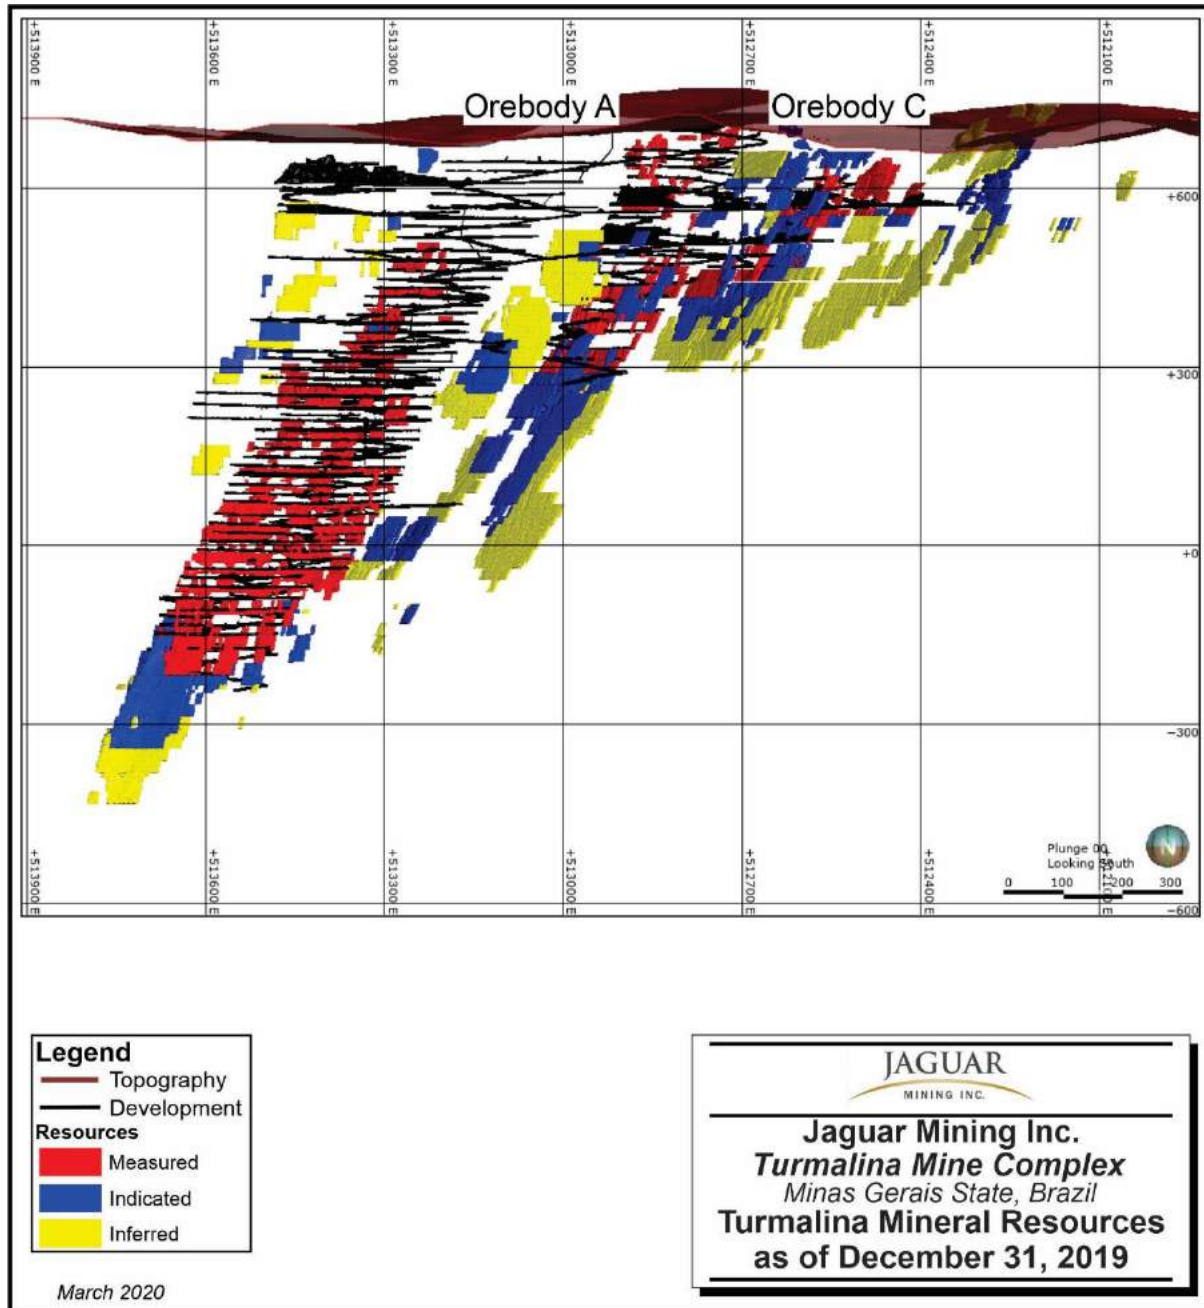 +513900 E
+513600 E
+513300 E
+513000 E
+512700 E
+512400 E
+512100 E
Orebody A
Orebody C
+600
+300
+0
-300
-600
Plunge 00
Looking South
0 100 200 300
N
+513900 E
+513600 E
+513300 E
+513000 E
+512700 E
+512400 E
+512100 E
Legend
Topography
Development
Resources
Measured
Indicated
Inferred
March 2020
JAGUAR
MINING INC.
Jaguar Mining Inc.
Turmalina Mine Complex
Minas Gerais State, Brazil
Turmalina Mineral Resources
as of December 31, 2019